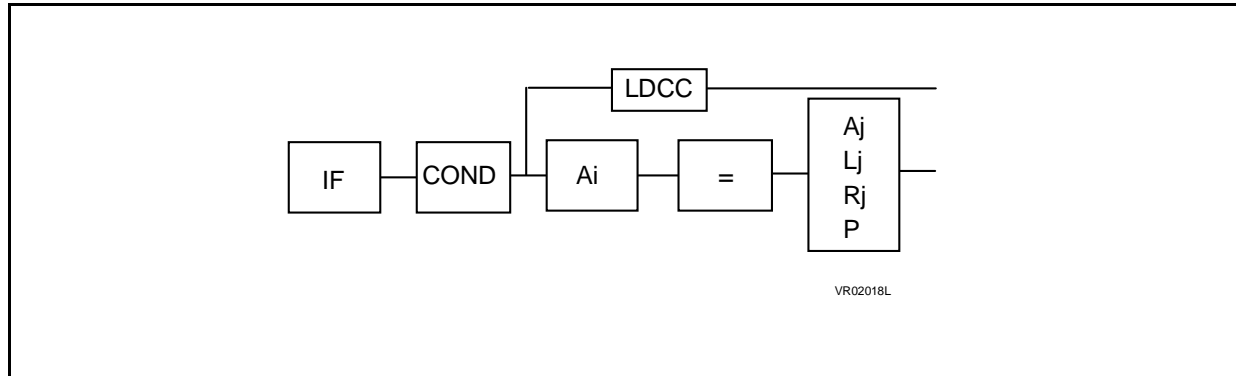 LDCC
IF COND Ai = Aj
Lj
Rj
P
VR02018L